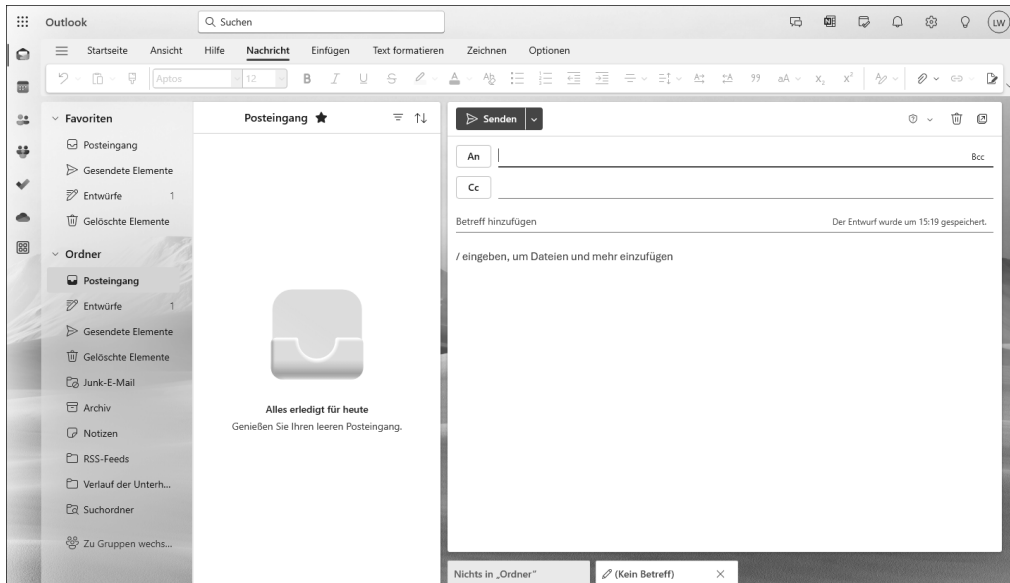 Outlook
Suchen
LW
Startseite Ansicht Hilfe Nachricht Einfügen Text formatieren Zeichnen Optionen
Aptos 12 B I U S
Favoriten
Posteingang
Gesendete Elemente
Entwürfe 1
Gelöschte Elemente
Ordner
Posteingang
Entwürfe 1
Gesendete Elemente
Gelöschte Elemente
Junk-E-Mail
Archiv
Notizen
RSS-Feeds
Verlauf der Unterh...
Suchordner
Zu Gruppen wechs...
Posteingang
Alles erledigt für heute
Genießen Sie Ihren leeren Posteingang.
Senden
An Bcc
Cc
Betreff hinzufügen Der Entwurf wurde um 15:19 gespeichert.
/ eingeben, um Dateien und mehr einzufügen
Nichts in „Ordner“ (Kein Betreff)